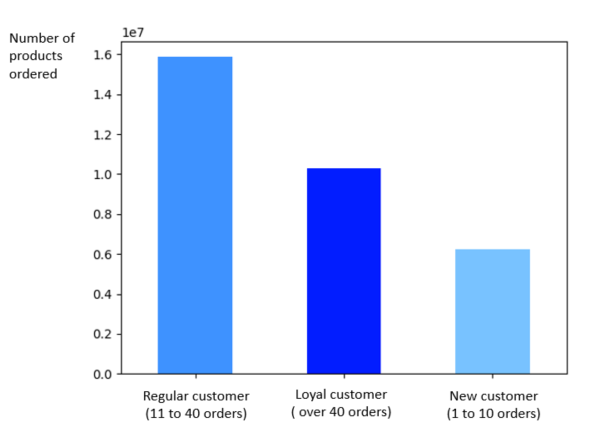 Number of
products
ordered
1e7
1.6
1.4
1.2
1.0
0.8
0.6
0.4
0.2
0.0
Regular customer
(11 to 40 orders)
Loyal customer
( over 40 orders)
New customer
(1 to 10 orders)